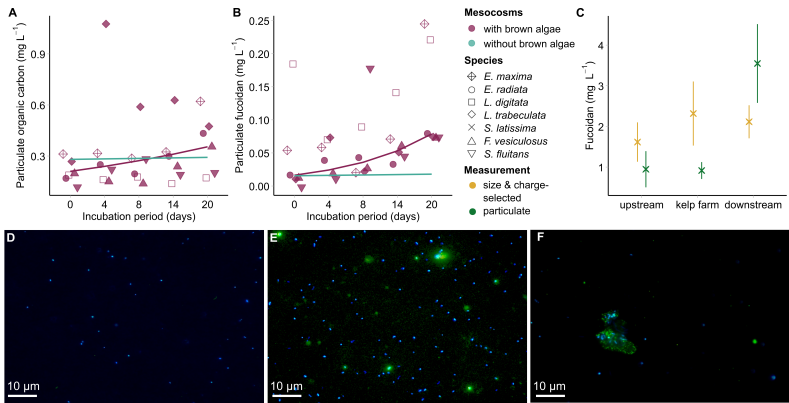 A
Particulate organic carbon (mg L⁻¹)
0.9
0.6
0.3
0
4
8
14
20
Incubation period (days)
B
Particulate fucoidan (mg L⁻¹)
0.25
0.20
0.15
0.10
0.05
0.00
0
4
8
14
20
Incubation period (days)
Mesocosms
with brown algae
without brown algae
Species
E. maxima
E. radiata
L. digitata
L. trabeculata
S. latissima
F. vesiculosus
S. fluitans
Measurement
size & charge-
selected
particulate
C
Fucoidan (mg L⁻¹)
4
3
2
1
upstream
kelp farm
downstream
D
10 µm
E
10 µm
F
10 µm